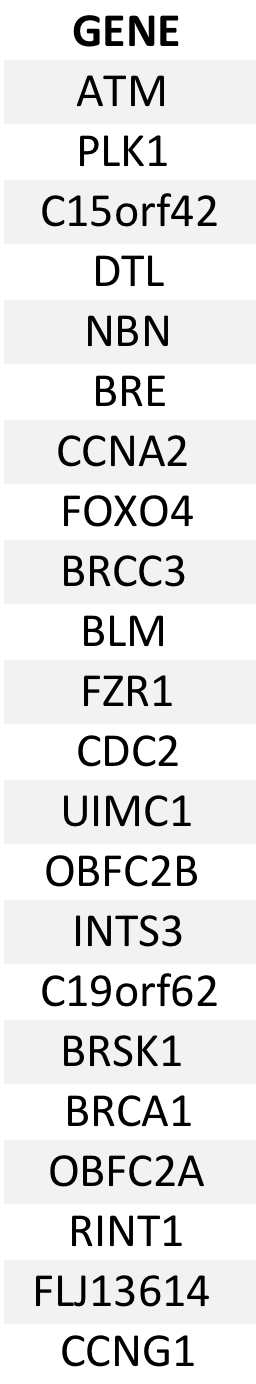 GENE
ATM
PLK1
C15orf42
DTL
NBN
BRE
CCNA2
FOXO4
BRCC3
BLM
FZR1
CDC2
UIMC1
OBFC2B
INTS3
C19orf62
BRSK1
BRCA1
OBFC2A
RINT1
FLJ13614
CCNG1